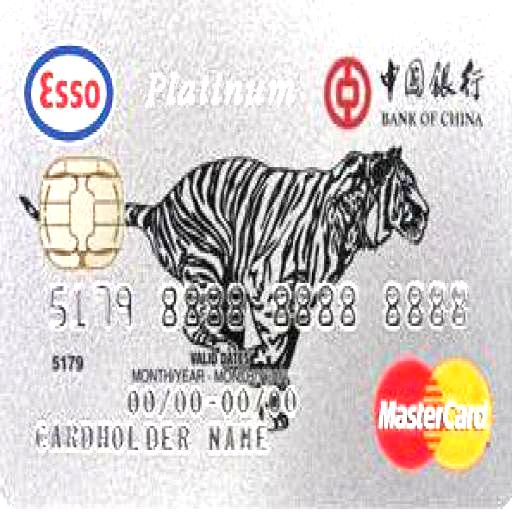 Esso
Platinum
中国银行
BANK OF CHINA
5179 8888 8888 8888
5179
VALID DATES
MONTH/YEAR - MON
00/00-00/00
CARDHOLDER NAME
MasterCard